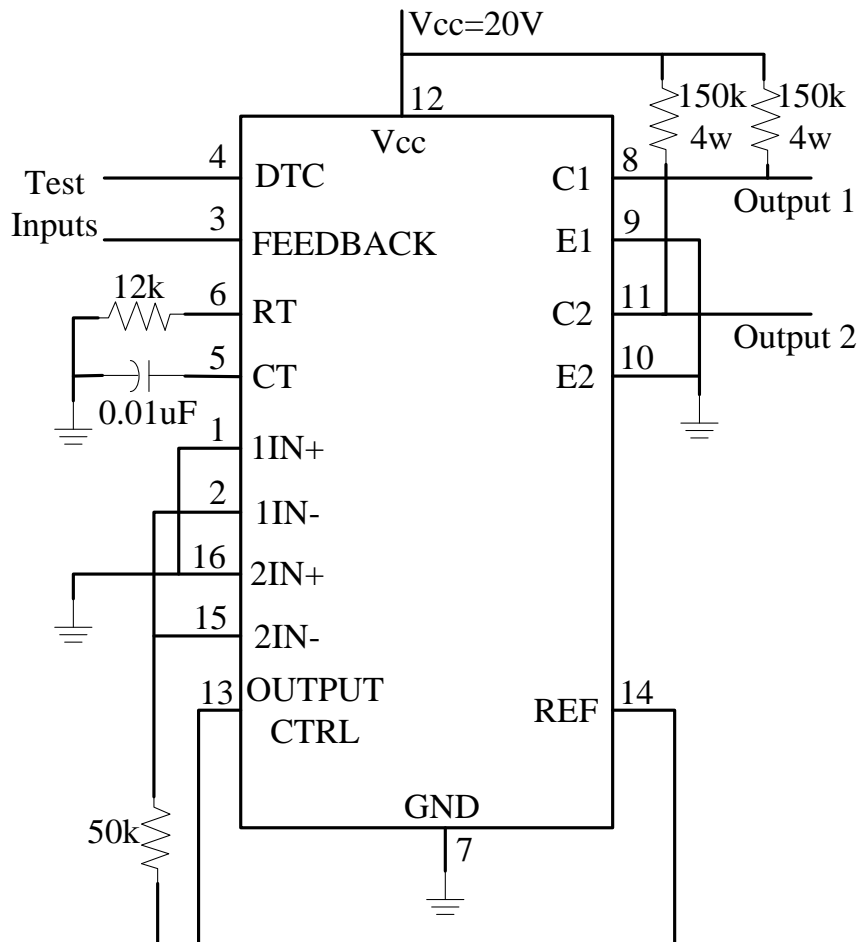 Vcc=20V
12
150k
4w
150k
4w
Vcc
4
DTC
Test
Inputs
3
FEEDBACK
12k
6
RT
5
CT
0.01uF
1
1IN+
2
1IN-
16
2IN+
15
2IN-
13
OUTPUT
CTRL
50k
8
C1
Output 1
9
E1
11
C2
Output 2
10
E2
14
REF
GND
7